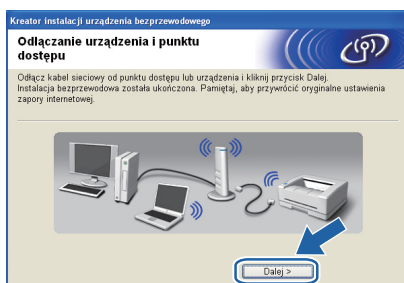 Kreator instalacji urządzenia bezprzewodowego
Odłączanie urządzenia i punktu
dostępu
Odłącz kabel sieciowy od punktu dostępu lub urządzenia i kliknij przycisk Dalej.
Instalacja bezprzewodowa została ukończona. Pamiętaj, aby przywrócić oryginalne ustawienia
zapory internetowej.
Dalej >